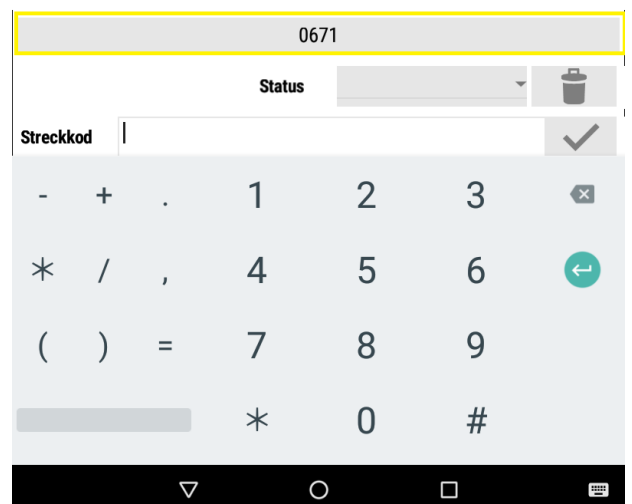 0671
Status
Streckkod
- + . 1 2 3
* / , 4 5 6
( ) = 7 8 9
* 0 #